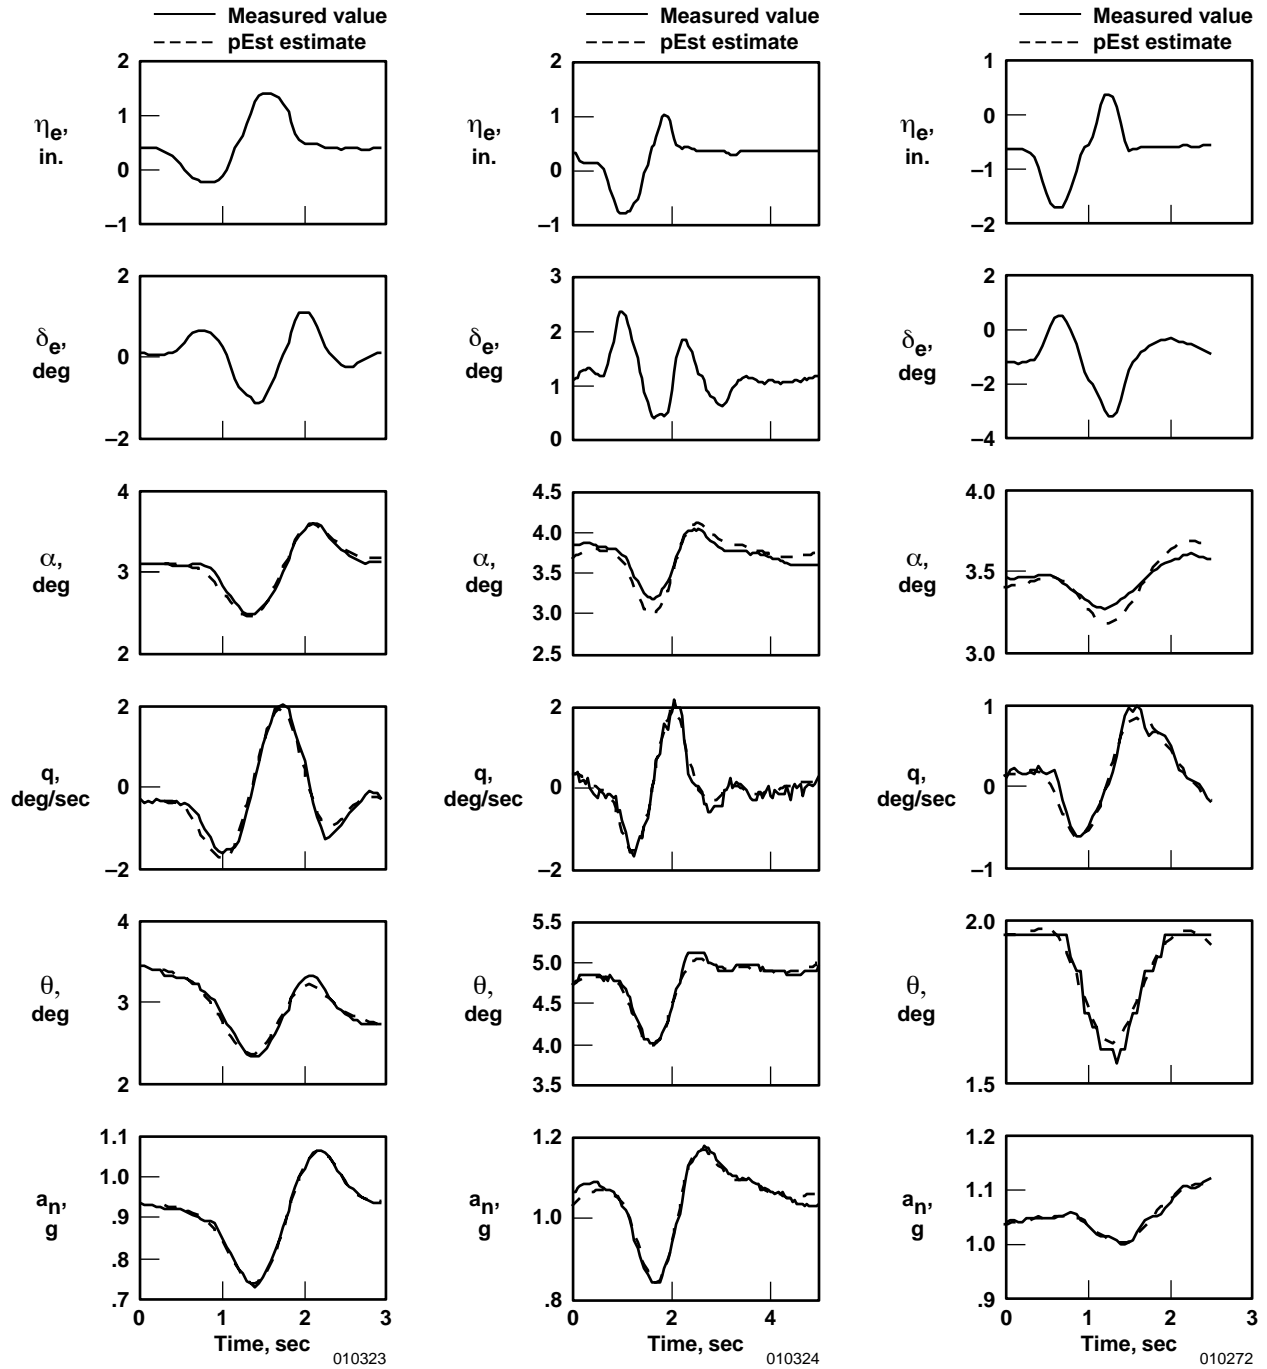 Measured value
pEst estimate
2
1
0
–1
ηe,
in.
2
0
–2
δe,
deg
4
3
2
α,
deg
2
0
–2
q,
deg/sec
4
3
2
θ,
deg
1.1
1.0
.9
.8
.7
an,
g
0 1 2 3
Time, sec
010323
Measured value
pEst estimate
2
1
0
–1
ηe,
in.
3
2
1
0
δe,
deg
4.5
4.0
3.5
3.0
2.5
α,
deg
2
0
–2
q,
deg/sec
5.5
5.0
4.5
4.0
3.5
θ,
deg
1.2
1.0
.8
an,
g
0 2 4
Time, sec
010324
Measured value
pEst estimate
1
0
–1
–2
ηe,
in.
2
0
–2
–4
δe,
deg
4.0
3.5
3.0
α,
deg
1
0
–1
q,
deg/sec
2.0
1.5
θ,
deg
1.2
1.1
1.0
.9
an,
g
0 1 2 3
Time, sec
010272